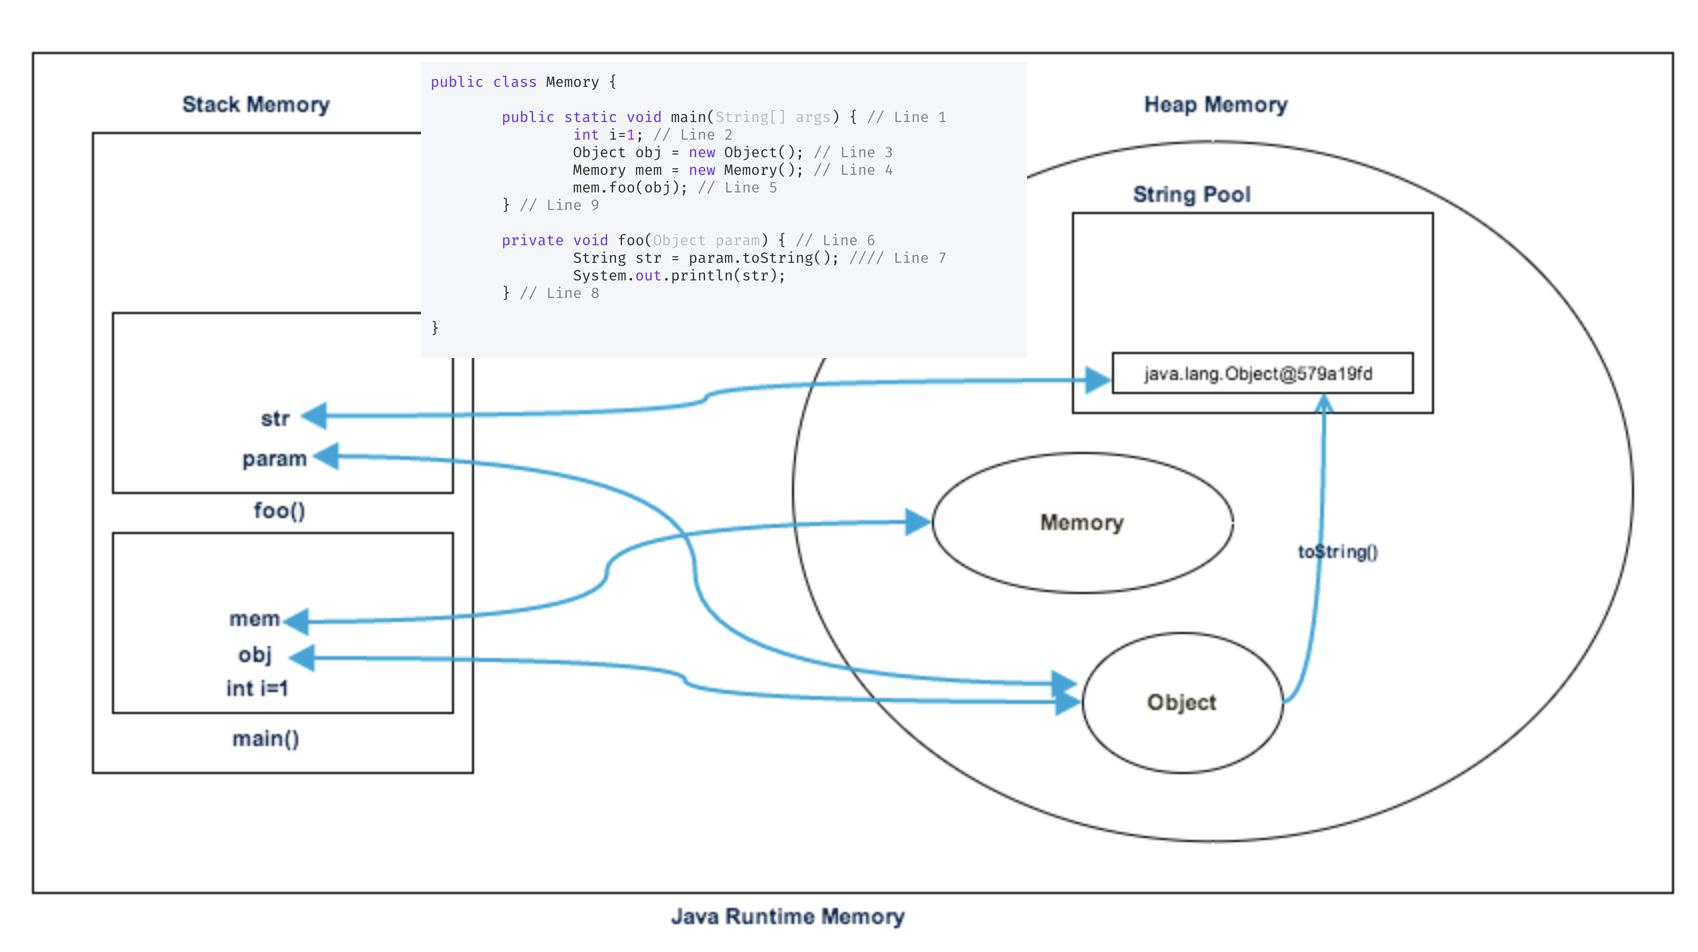 Stack Memory
public class Memory {
public static void main(String[] args) { // Line 1
int i=1; // Line 2
Object obj = new Object(); // Line 3
Memory mem = new Memory(); // Line 4
mem.foo(obj); // Line 5
} // Line 9
private void foo(Object param) { // Line 6
String str = param.toString(); //// Line 7
System.out.println(str);
} // Line 8
}
Heap Memory
String Pool
java.lang.Object@579a19fd
str
param
foo()
Memory
toString()
mem
obj
int i=1
Object
main()
Java Runtime Memory